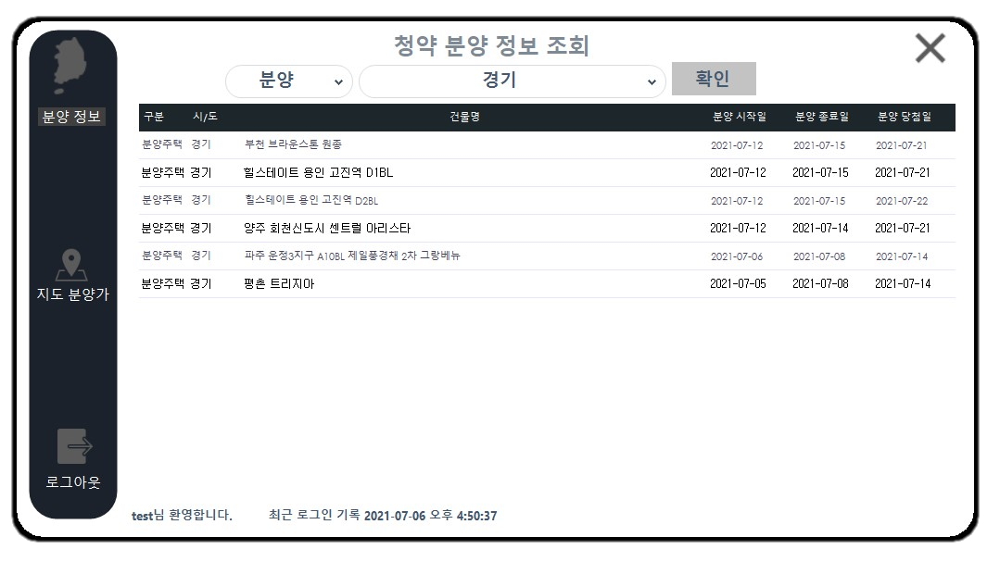 청약 분양 정보 조회
분양 경기 확인
분양 정보
지도 분양가
로그아웃
구분 시/도 건물명 분양 시작일 분양 종료일 분양 당첨일
분양주택 경기 부천 브라운스톤 원종 2021-07-12 2021-07-15 2021-07-21
분양주택 경기 힐스테이트 용인 고진역 D1BL 2021-07-12 2021-07-15 2021-07-21
분양주택 경기 힐스테이트 용인 고진역 D2BL 2021-07-12 2021-07-15 2021-07-22
분양주택 경기 양주 회천신도시 센트럴 아리스타 2021-07-12 2021-07-14 2021-07-21
분양주택 경기 파주 운정3지구 A10BL 제일풍경채 2차 그랑베뉴 2021-07-06 2021-07-08 2021-07-14
분양주택 경기 평촌 트리지아 2021-07-05 2021-07-08 2021-07-14
test님 환영합니다. 최근 로그인 기록 2021-07-06 오후 4:50:37